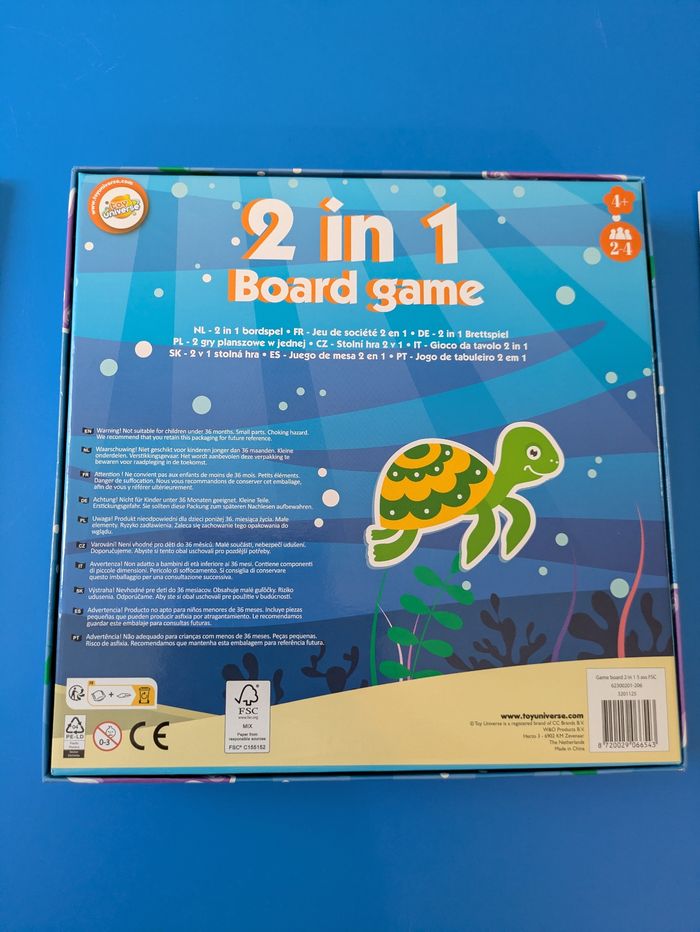 www.toyuniverse.com
TOY
universe
2 in 1
Board game
4+
2-4
NL - 2 in 1 bordspel • FR - Jeu de société 2 en 1 • DE - 2 in 1 Brettspiel
PL - 2 gry planszowe w jednej • CZ - Stolní hra 2 v 1 • IT - Gioco da tavolo 2 in 1
SK - 2 v 1 stolná hra • ES - Juego de mesa 2 en 1 • PT - Jogo de tabuleiro 2 em 1
EN Warning! Not suitable for children under 36 months. Small parts. Choking hazard.
We recommend that you retain this packaging for future reference.
NL Waarschuwing! Niet geschikt voor kinderen jonger dan 36 maanden. Kleine
onderdelen. Verstikkingsgevaar. Het wordt aanbevolen deze verpakking te
bewaren voor raadpleging in de toekomst.
FR Attention ! Ne convient pas aux enfants de moins de 36 mois. Petits éléments.
Danger de suffocation. Nous vous recommandons de conserver cet emballage,
afin de vous y référer ultérieurement.
DE Achtung! Nicht für Kinder unter 36 Monaten geeignet. Kleine Teile.
Erstickungsgefahr. Sie sollten diese Packung zum späteren Nachlesen aufbewahren.
PL Uwaga! Produkt nieodpowiedni dla dzieci poniżej 36. miesiąca życia. Małe
elementy. Ryzyko zadławienia. Zaleca się zachowanie tego opakowania do
wglądu.
CZ Varování! Není vhodné pro děti do 36 měsíců. Malé součásti, nebezpečí udušení.
Doporučujeme. Abyste si tento obal uschovali pro pozdější potřeby.
IT Avvertenza! Non adatto a bambini di età inferiore ai 36 mesi. Contiene componenti
di piccole dimensioni. Pericolo di soffocamento. Si consiglia di conservare
questo imballaggio per una consultazione successiva.
SK Výstraha! Nevhodné pre deti do 36 mesiacov. Obsahuje malé guľôčky. Riziko
udusenia. Odporúčame. Aby ste si obal uschovali pre použitie v budúcnosti.
ES Advertencia! Producto no apto para niños menores de 36 meses. Incluye piezas
pequeñas que pueden producir asfixia por atragantamiento. Le recomendamos
guardar este embalaje para consultas futuras.
PT Advertência! Não adequado para crianças com menos de 36 meses. Peças pequenas.
Risco de asfixia. Recomendamos que mantenha esta embalagem para referência futura.
FR
+
PE-LD
0-3
CE
FSC
www.fsc.org
MIX
Paper from
responsible sources
FSC® C155152
www.toyuniverse.com
© Toy Universe is a registered brand of CC Brands B.V.
W&O Products B.V.
Hertz 3 - 6902 KM Zevenaar
The Netherlands
Made in China
Game board 2 in 1 5 ass FSC
62300201-206
3201125
8 720029 066543